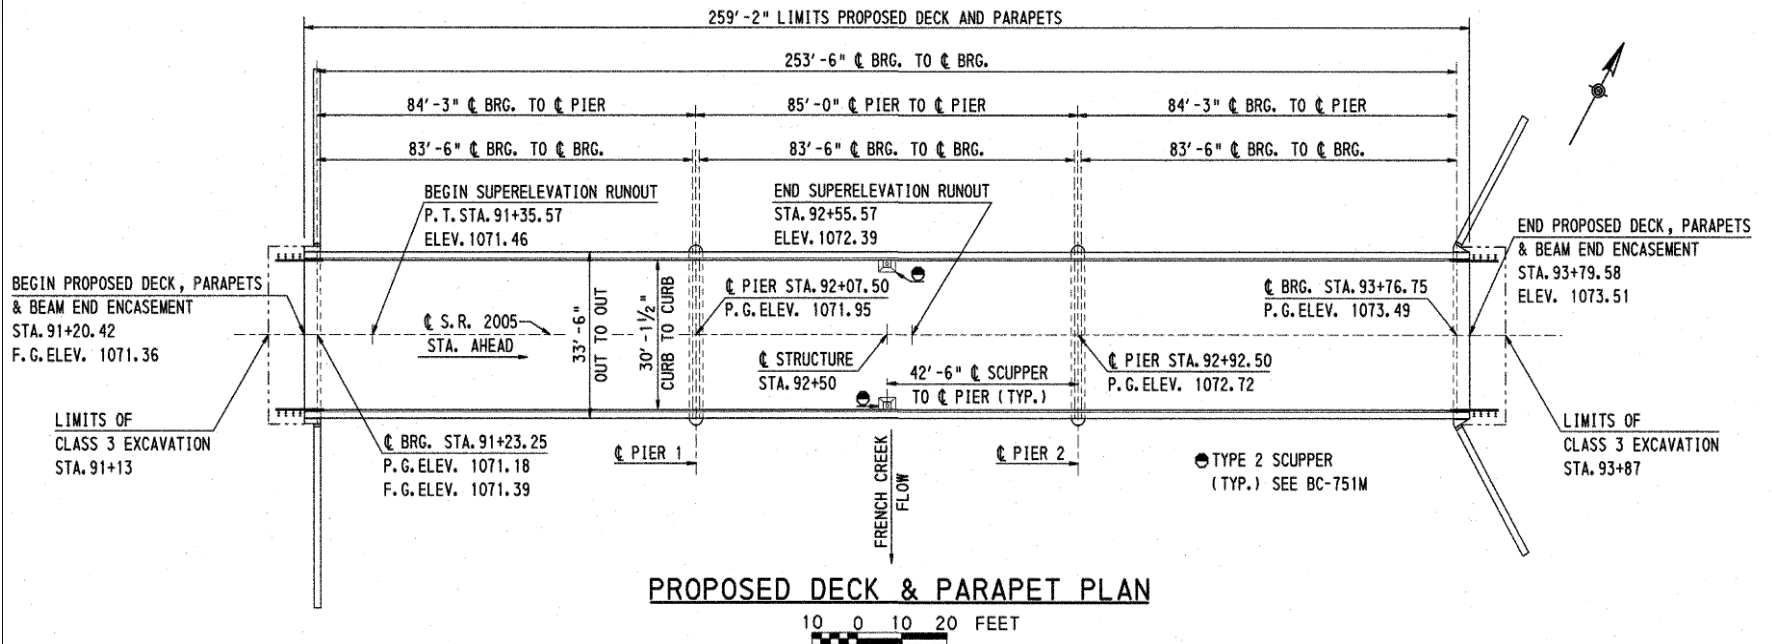 259'-2" LIMITS PROPOSED DECK AND PARAPETS
253'-6" ℄ BRG. TO ℄ BRG.
84'-3" ℄ BRG. TO ℄ PIER
85'-0" ℄ PIER TO ℄ PIER
84'-3" ℄ BRG. TO ℄ PIER
83'-6" ℄ BRG. TO ℄ BRG.
83'-6" ℄ BRG. TO ℄ BRG.
83'-6" ℄ BRG. TO ℄ BRG.
BEGIN SUPERELEVATION RUNOUT
P.T.STA.91+35.57
ELEV.1071.46
END SUPERELEVATION RUNOUT
STA.92+55.57
ELEV.1072.39
END PROPOSED DECK, PARAPETS
& BEAM END ENCASEMENT
STA.93+79.58
ELEV. 1073.51
BEGIN PROPOSED DECK, PARAPETS
& BEAM END ENCASEMENT
STA.91+20.42
F.G.ELEV. 1071.36
℄ S.R. 2005
STA. AHEAD
33'-6"
OUT TO OUT
30'-1½"
CURB TO CURB
℄ PIER STA.92+07.50
P.G.ELEV. 1071.95
℄ BRG. STA.93+76.75
P.G.ELEV. 1073.49
℄ STRUCTURE
STA.92+50
42'-6" ℄ SCUPPER
TO ℄ PIER (TYP.)
℄ PIER STA.92+92.50
P.G.ELEV. 1072.72
LIMITS OF
CLASS 3 EXCAVATION
STA.91+13
℄ BRG. STA.91+23.25
P.G.ELEV. 1071.18
F.G.ELEV. 1071.39
℄ PIER 1
℄ PIER 2
FRENCH CREEK
FLOW
TYPE 2 SCUPPER
(TYP.) SEE BC-751M
LIMITS OF
CLASS 3 EXCAVATION
STA.93+87
PROPOSED DECK & PARAPET PLAN
10 0 10 20 FEET